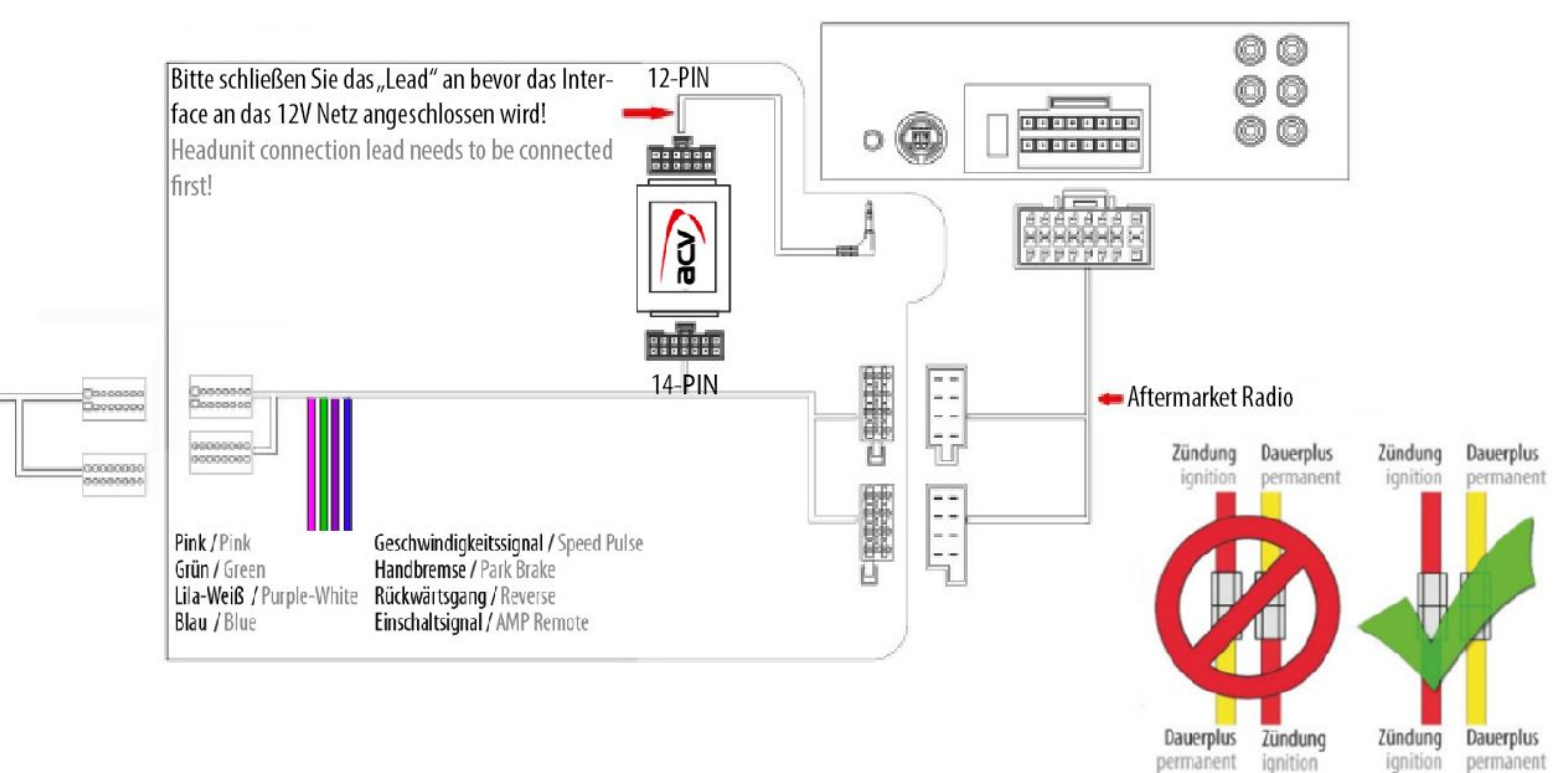 Bitte schließen Sie das „Lead“ an bevor das Inter-
face an das 12V Netz angeschlossen wird!
Headunit connection lead needs to be connected
first!
12-PIN
acv
14-PIN
Aftermarket Radio
Pink / Pink
Grün / Green
Lila-Weiß / Purple-White
Blau / Blue
Geschwindigkeitssignal / Speed Pulse
Handbremse / Park Brake
Rückwärtsgang / Reverse
Einschaltsignal / AMP Remote
Zündung Dauerplus
ignition permanent
Dauerplus Zündung
permanent ignition
Zündung Dauerplus
ignition permanent
Zündung Dauerplus
ignition permanent